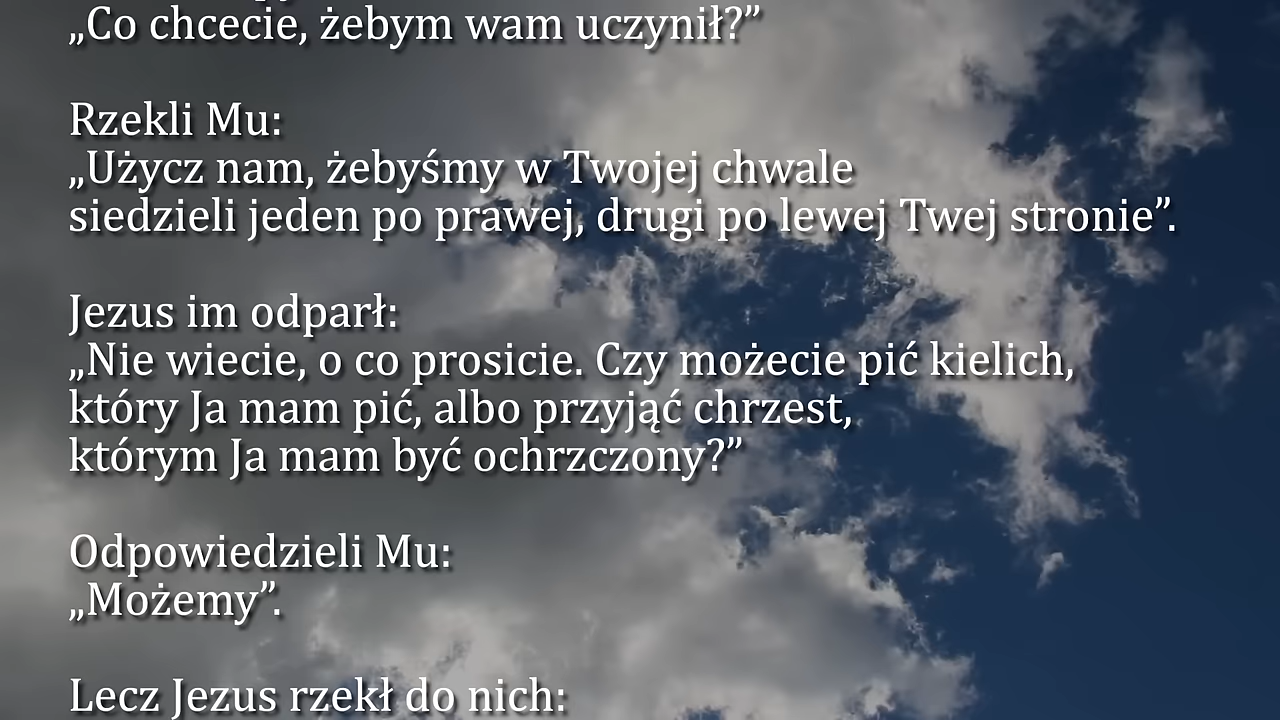 „Co chcecie, żebym wam uczynił?”
Rzekli Mu:
„Użycz nam, żebyśmy w Twojej chwale
siedzieli jeden po prawej, drugi po lewej Twej stronie”.
Jezus im odparł:
„Nie wiecie, o co prosicie. Czy możecie pić kielich,
który Ja mam pić, albo przyjąć chrzest,
którym Ja mam być ochrzczony?”
Odpowiedzieli Mu:
„Możemy”.
Lecz Jezus rzekł do nich: